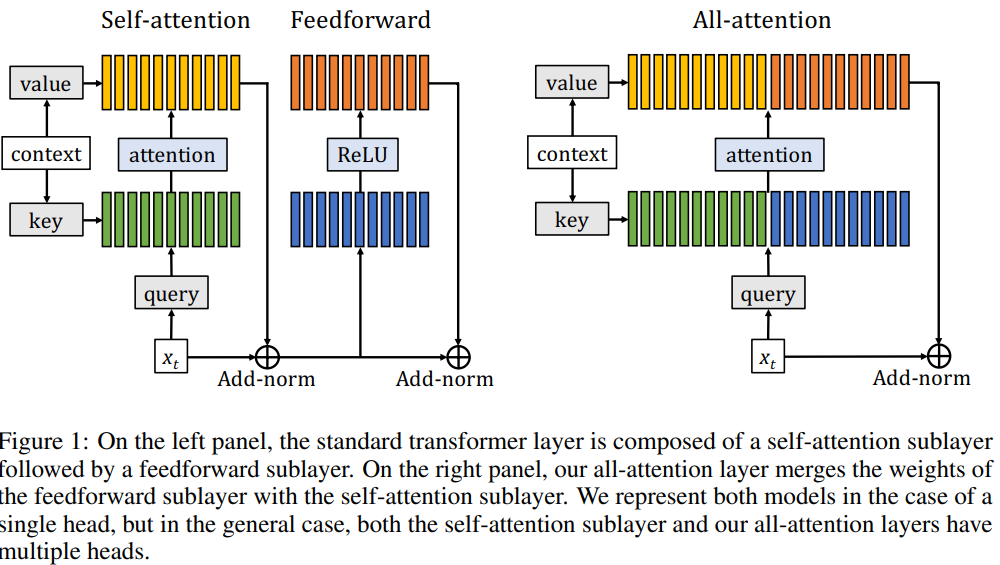 Self-attention
Feedforward
All-attention
value
context
key
attention
query
xt
Add-norm
ReLU
Add-norm
value
context
key
attention
query
xt
Add-norm
Figure 1: On the left panel, the standard transformer layer is composed of a self-attention sublayer
followed by a feedforward sublayer. On the right panel, our all-attention layer merges the weights of
the feedforward sublayer with the self-attention sublayer. We represent both models in the case of a
single head, but in the general case, both the self-attention sublayer and our all-attention layers have
multiple heads.